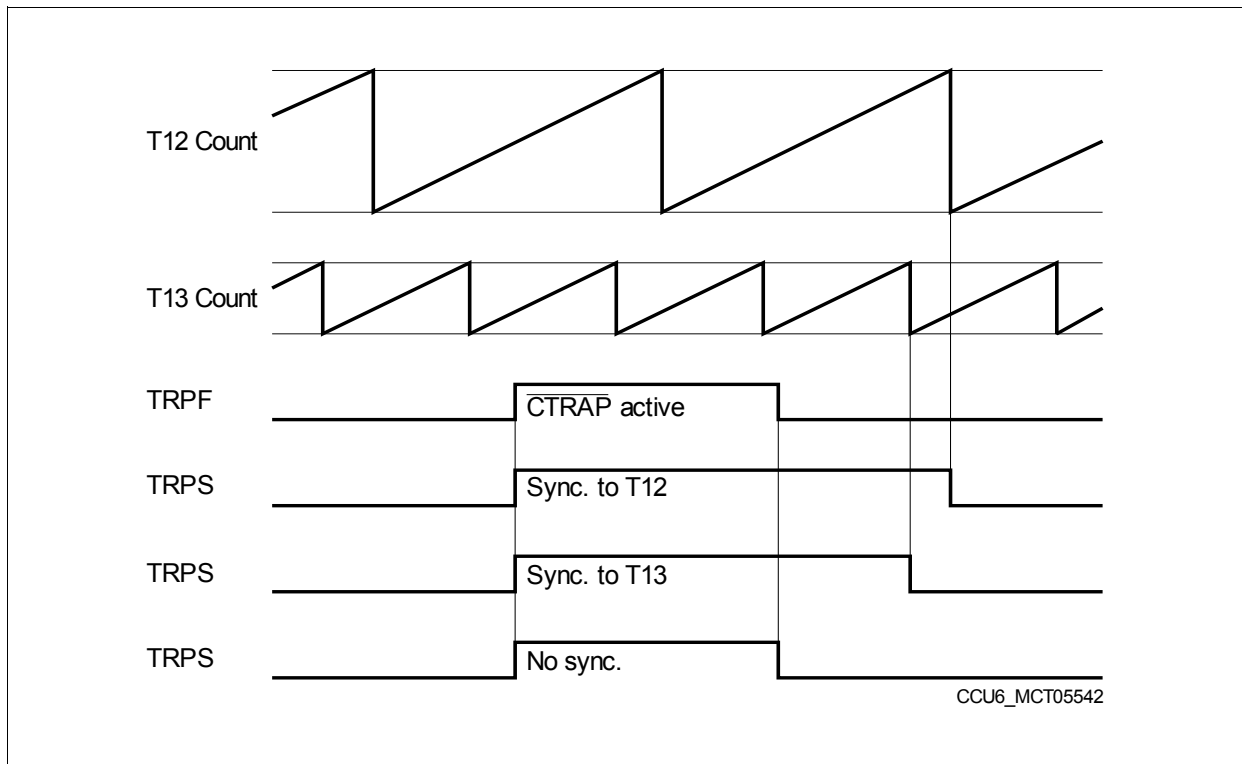 T12 Count
T13 Count
TRPF
CTRAP active
TRPS
Sync. to T12
TRPS
Sync. to T13
TRPS
No sync.
CCU6_MCT05542